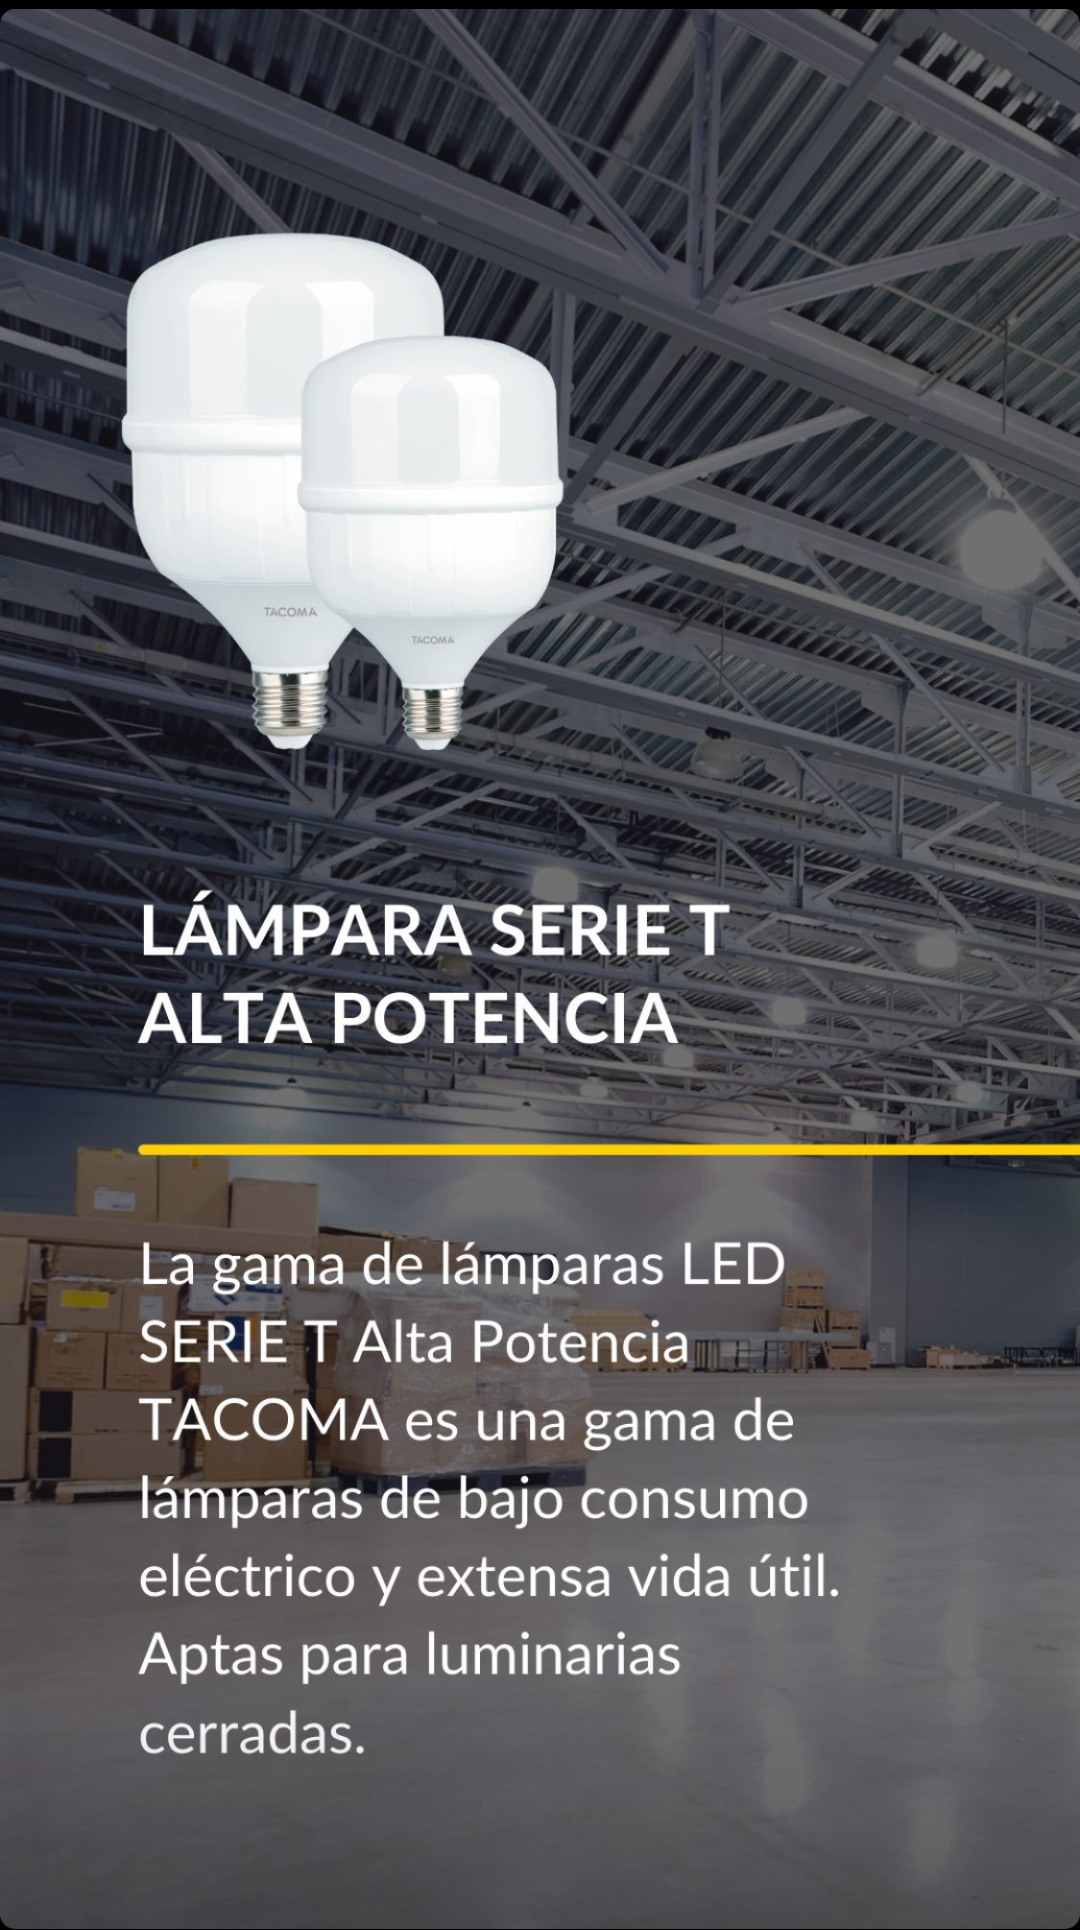 TACOMA
TACOMA
LÁMPARA SERIE T
ALTA POTENCIA
La gama de lámparas LED
SERIE T Alta Potencia
TACOMA es una gama de
lámparas de bajo consumo
eléctrico y extensa vida útil.
Aptas para luminarias
cerradas.